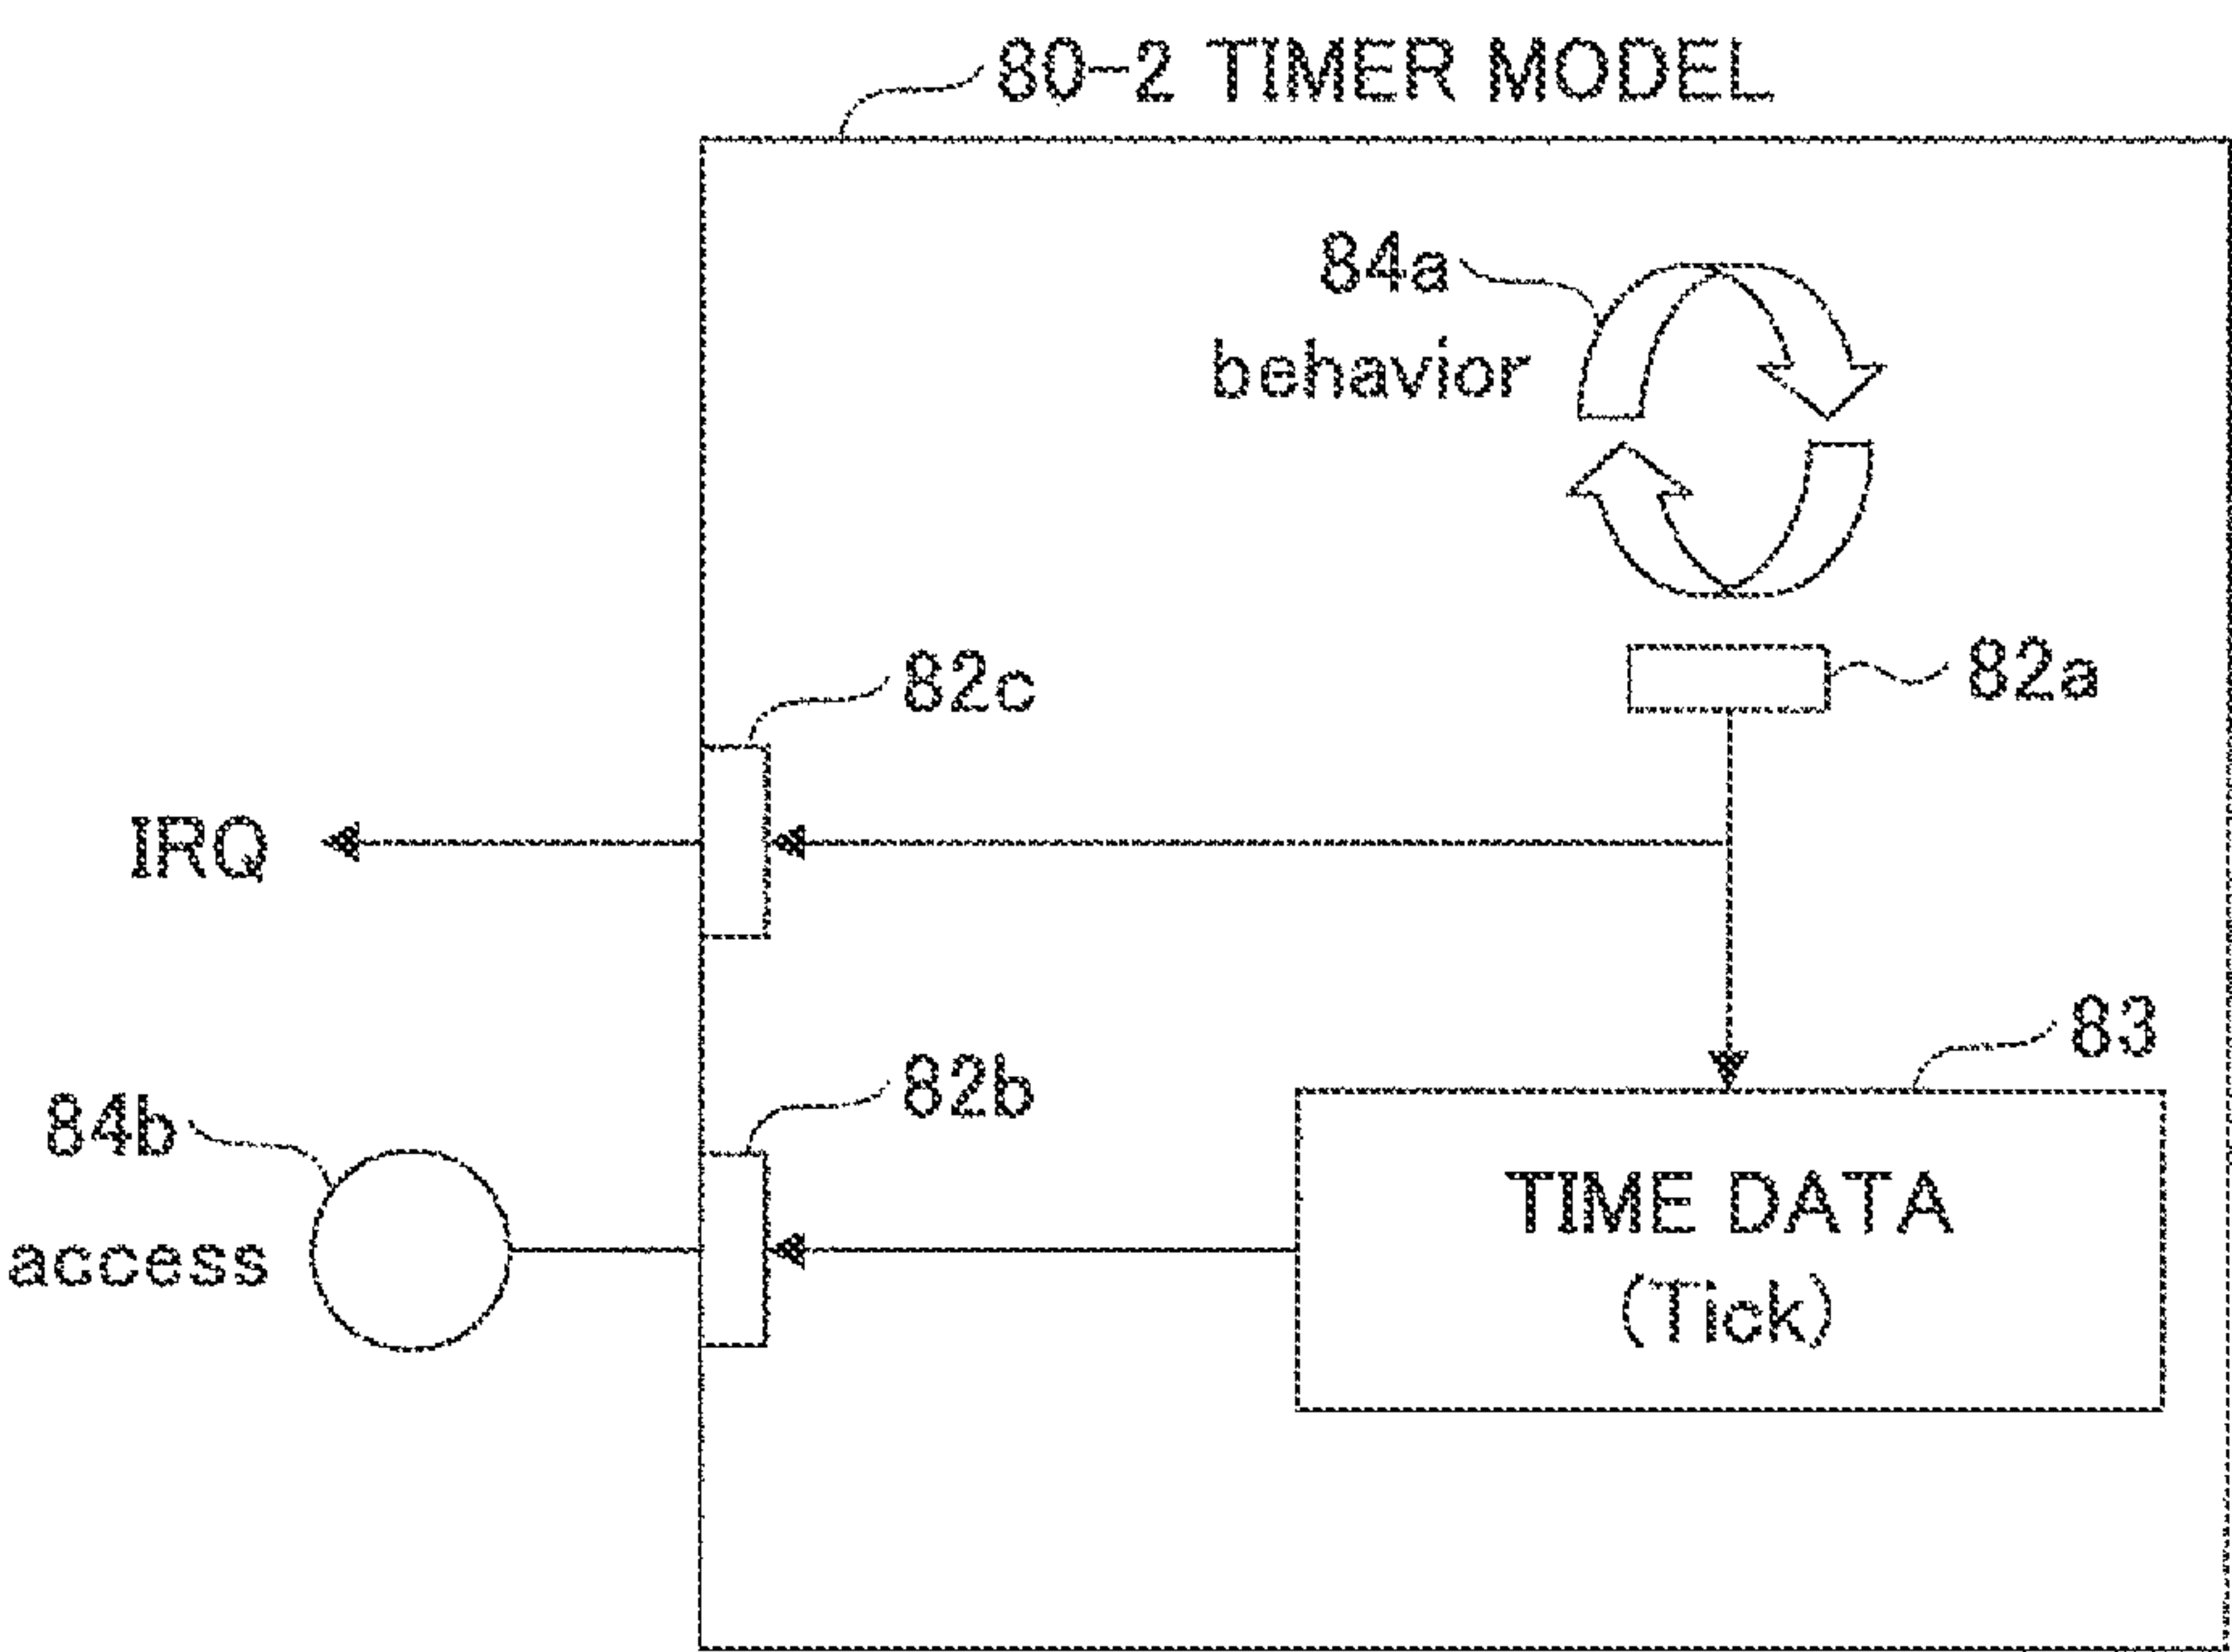 80-2 TIMER MODEL
84a
behavior
82a
82c
IRQ
83
82b
84b
access
TIME DATA
(Tick)